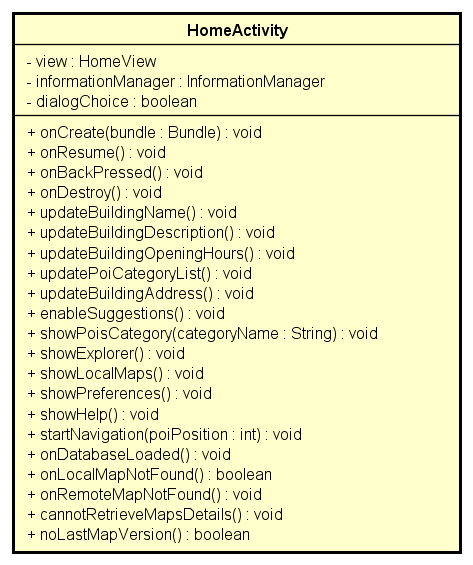 HomeActivity
- view : HomeView
- informationManager : InformationManager
- dialogChoice : boolean
+ onCreate(bundle : Bundle) : void
+ onResume() : void
+ onBackPressed() : void
+ onDestroy() : void
+ updateBuildingName() : void
+ updateBuildingDescription() : void
+ updateBuildingOpeningHours() : void
+ updatePoiCategoryList() : void
+ updateBuildingAddress() : void
+ enableSuggestions() : void
+ showPoisCategory(categoryName : String) : void
+ showExplorer() : void
+ showLocalMaps() : void
+ showPreferences() : void
+ showHelp() : void
+ startNavigation(poiPosition : int) : void
+ onDatabaseLoaded() : void
+ onLocalMapNotFound() : boolean
+ onRemoteMapNotFound() : void
+ cannotRetrieveMapsDetails() : void
+ noLastMapVersion() : boolean